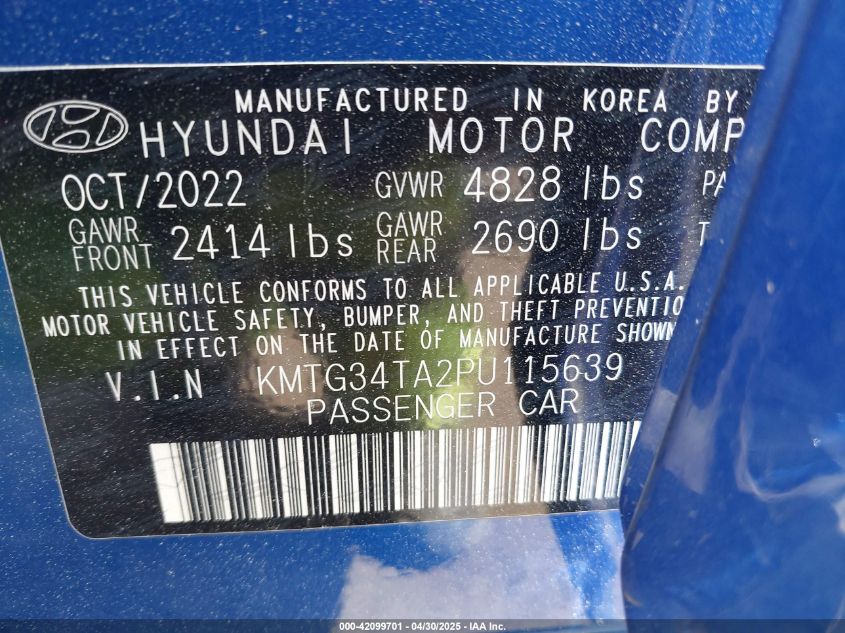 MANUFACTURED IN KOREA BY
HYUNDAI MOTOR COMP
OCT/2022 GVWR 4828 lbs PA
GAWR FRONT 2414 lbs GAWR REAR 2690 lbs T
THIS VEHICLE CONFORMS TO ALL APPLICABLE U.S.A.
MOTOR VEHICLE SAFETY, BUMPER, AND THEFT PREVENTIO
IN EFFECT ON THE DATE OF MANUFACTURE SHOWN
V.I.N KMTG34TA2PU115639
PASSENGER CAR
000-42099701 - 04/30/2025 - IAA Inc.